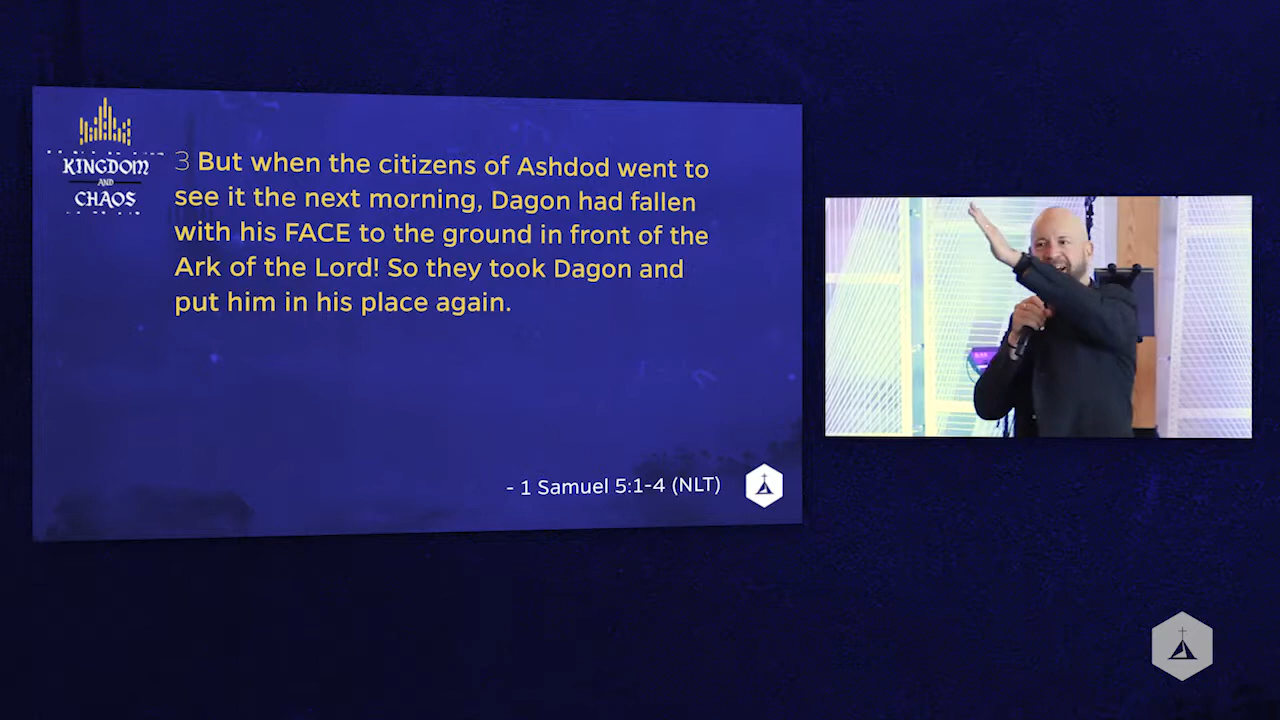 KINGDOM
AND
CHAOS
3 But when the citizens of Ashdod went to
see it the next morning, Dagon had fallen
with his FACE to the ground in front of the
Ark of the Lord! So they took Dagon and
put him in his place again.
- 1 Samuel 5:1-4 (NLT)